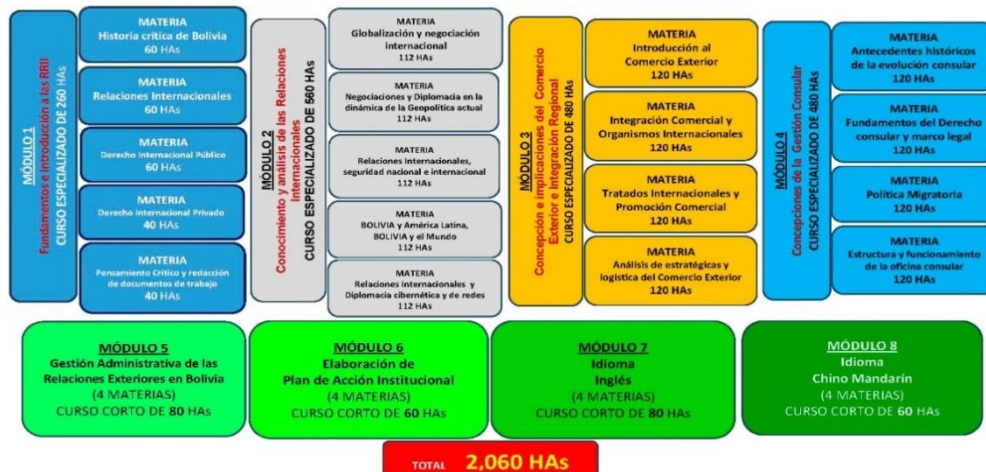 MÓDULO 1
Fundamentos e Introducción a las RRII
CURSO ESPECIALIZADO DE 260 HAs
MATERIA
Historia crítica de Bolivia
60 HAs
MATERIA
Relaciones Internacionales
60 HAs
MATERIA
Derecho Internacional Público
60 HAs
MATERIA
Derecho Internacional Privado
40 HAs
MATERIA
Pensamiento Crítico y redacción
de documentos de trabajo
40 HAs
MÓDULO 2
Conocimiento y análisis de las Relaciones
Internacionales
CURSO ESPECIALIZADO DE 560 HAs
MATERIA
Globalización y negociación
internacional
112 HAs
MATERIA
Negociaciones y Diplomacia en la
dinámica de la Geopolítica actual
112 HAs
MATERIA
Relaciones Internacionales,
seguridad nacional e internacional
112 HAs
MATERIA
BOLIVIA y América Latina,
BOLIVIA y el Mundo
112 HAs
MATERIA
Relaciones Internacionales y
Diplomacia cibernética y de redes
112 HAs
MÓDULO 3
Concepción e implicaciones del Comercio
Exterior e Integración Regional
CURSO ESPECIALIZADO DE 480 HAs
MATERIA
Introducción al
Comercio Exterior
120 HAs
MATERIA
Integración Comercial y
Organismos Internacionales
120 HAs
MATERIA
Tratados Internacionales y
Promoción Comercial
120 HAs
MATERIA
Análisis de estratégicas y
logística del Comercio Exterior
120 HAs
MÓDULO 4
Concepciones de la Gestión Consular
CURSO ESPECIALIZADO DE 480 HAs
MATERIA
Antecedentes históricos
de la evolución consular
120 HAs
MATERIA
Fundamentos del Derecho
consular y marco legal
120 HAs
MATERIA
Política Migratoria
120 HAs
MATERIA
Estructura y funcionamiento
de la oficina consular
120 HAs
MÓDULO 5
Gestión Administrativa de las
Relaciones Exteriores en Bolivia
(4 MATERIAS)
CURSO CORTO DE 80 HAs
MÓDULO 6
Elaboración de
Plan de Acción Institucional
(4 MATERIAS)
CURSO CORTO DE 60 HAs
MÓDULO 7
Idioma
Inglés
(4 MATERIAS)
CURSO CORTO DE 80 HAs
MÓDULO 8
Idioma
Chino Mandarín
(4 MATERIAS)
CURSO CORTO DE 60 HAs
TOTAL 2,060 HAs